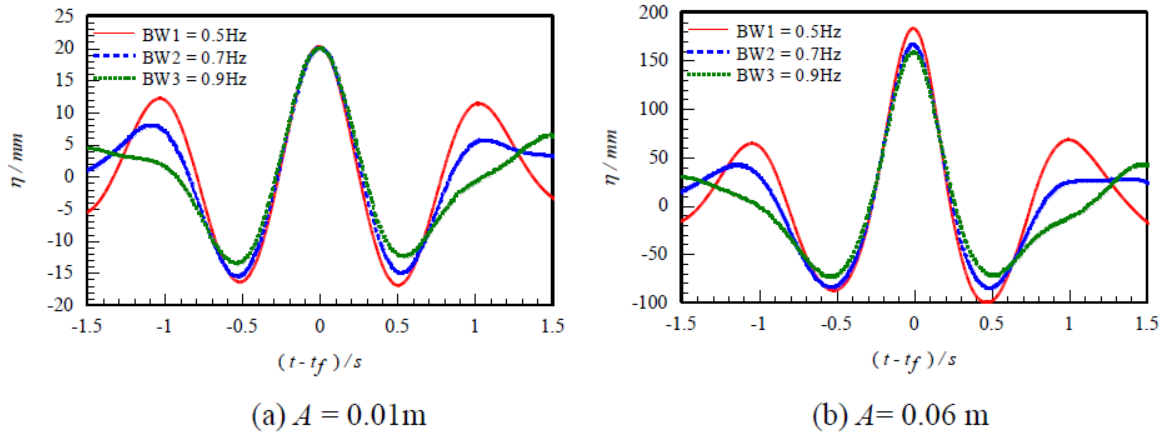 25
20
15
10
5
0
-5
-10
-15
-20
η / mm
BW1 = 0.5Hz
BW2 = 0.7Hz
BW3 = 0.9Hz
-1.5 -1 -0.5 0 0.5 1 1.5
( t - tf ) / s
(a) A = 0.01m
200
150
100
50
0
-50
-100
η / mm
BW1 = 0.5Hz
BW2 = 0.7Hz
BW3 = 0.9Hz
-1.5 -1 -0.5 0 0.5 1 1.5
( t - tf ) / s
(b) A= 0.06 m